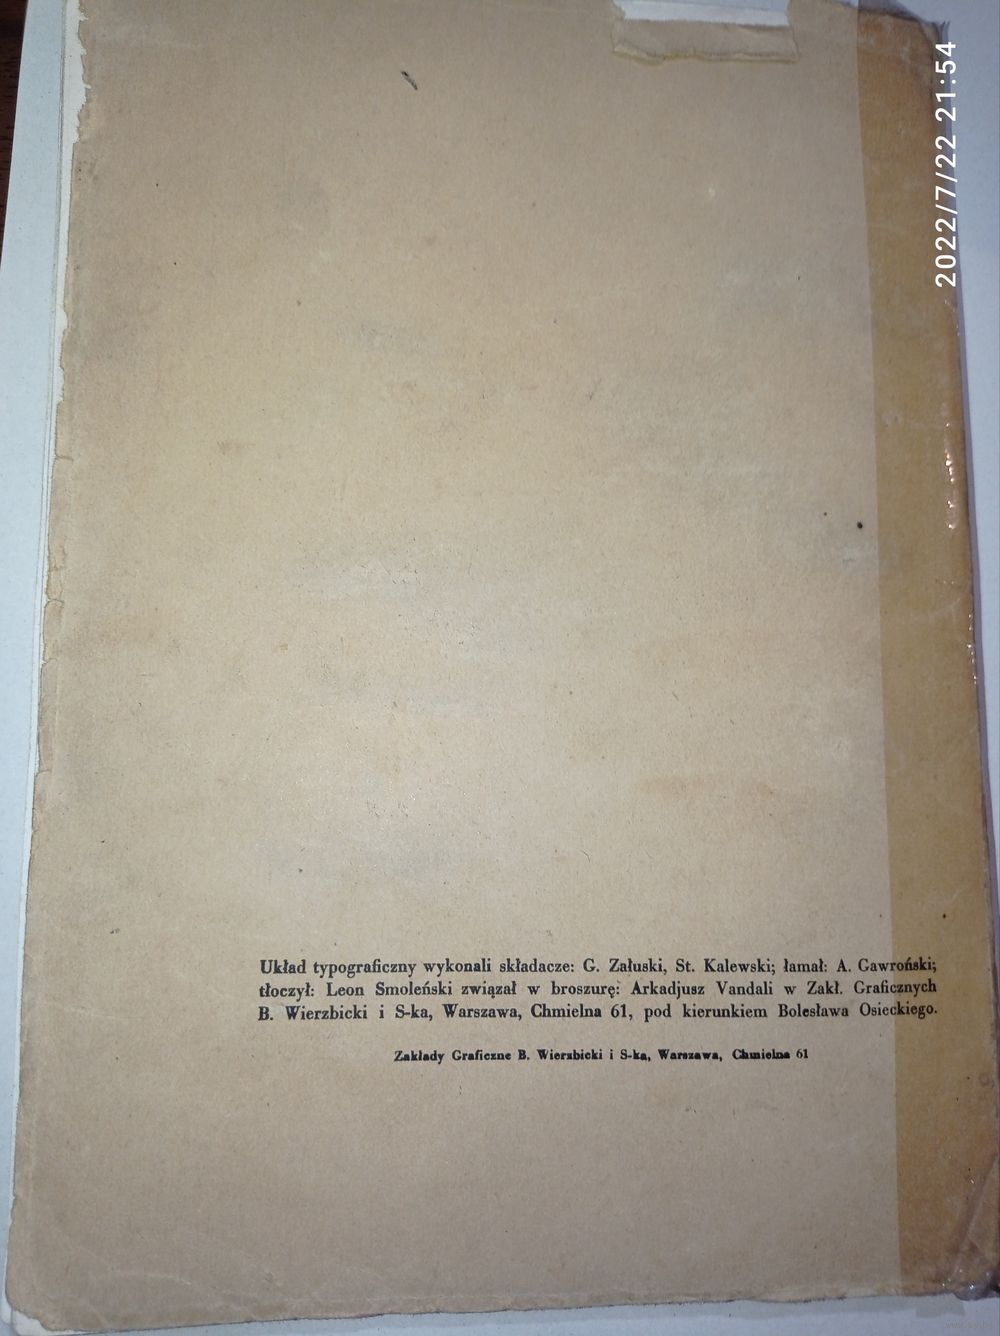 2022/7/22 21:54
Układ typograficzny wykonali składacze: G. Załuski, St. Kalewski; łamał: A. Gawroński;
tłoczył: Leon Smoleński związał w broszurę: Arkadjusz Vandali w Zakł. Graficznych
B. Wierzbicki i S-ka, Warszawa, Chmielna 61, pod kierunkiem Bolesława Osieckiego.
Zakłady Graficzne B. Wierzbicki i S-ka, Warszawa, Chmielna 61